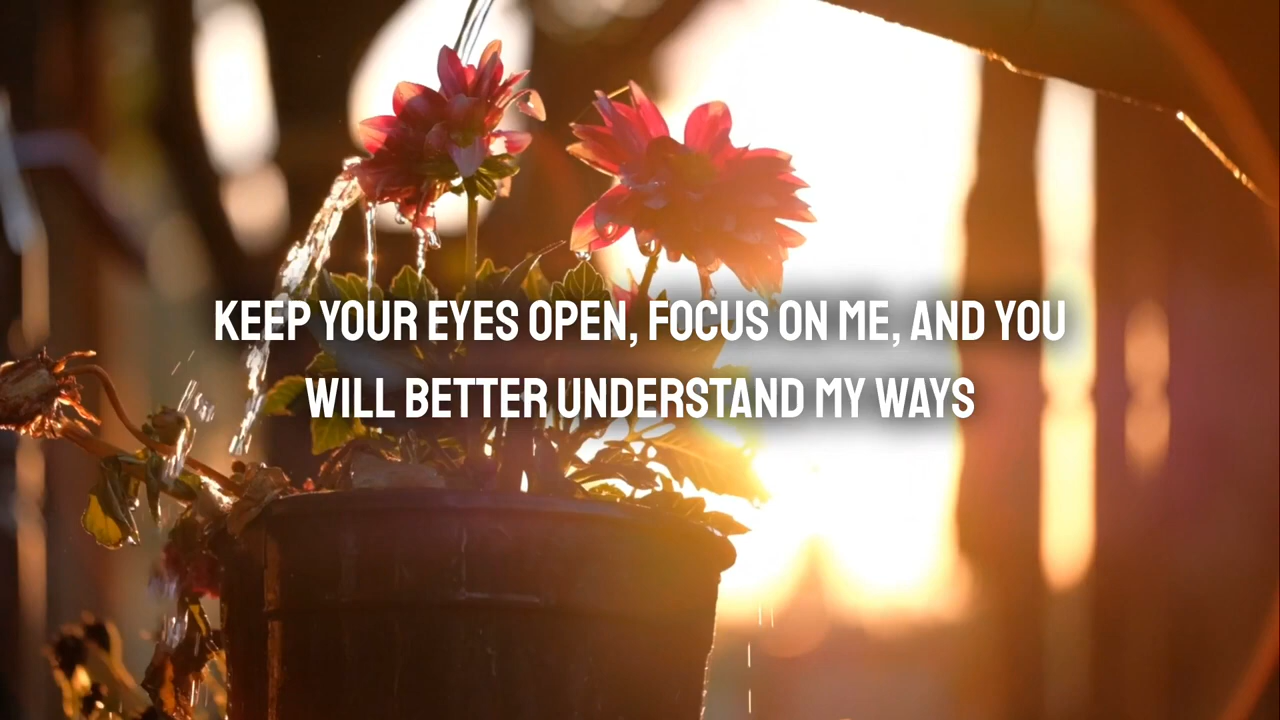 KEEP YOUR EYES OPEN, FOCUS ON ME, AND YOU
WILL BETTER UNDERSTAND MY WAYS